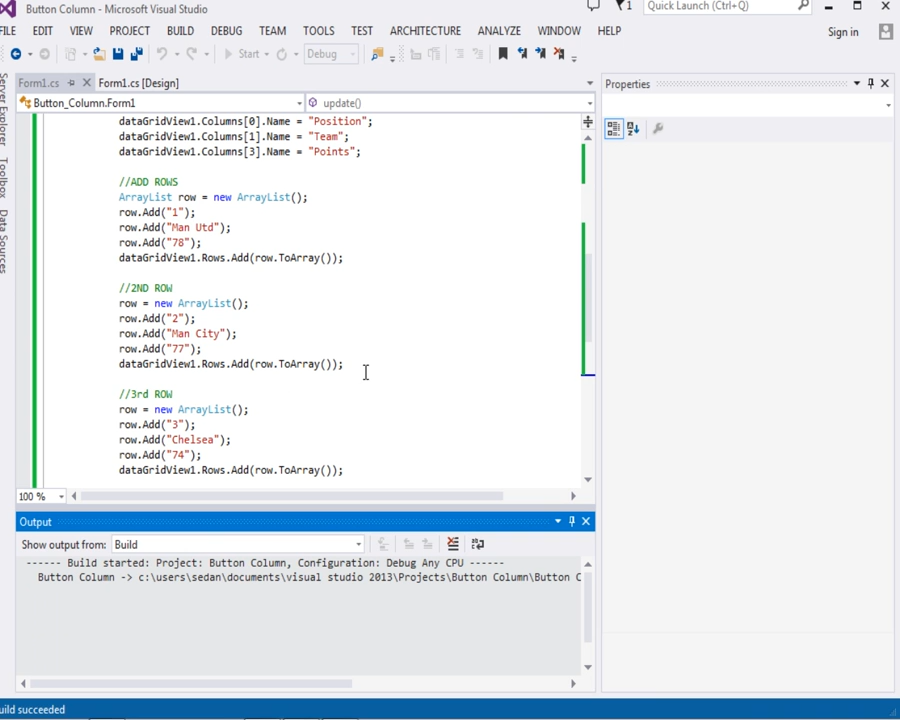 Button Column - Microsoft Visual Studio
1
Quick Launch (Ctrl+Q)
FILE EDIT VIEW PROJECT BUILD DEBUG TEAM TOOLS TEST ARCHITECTURE ANALYZE WINDOW HELP
Sign in
Start
Debug
Server Explorer
Toolbox
Data Sources
Form1.cs
Form1.cs [Design]
Button_Column.Form1
update()
dataGridView1.Columns[0].Name = "Position";
dataGridView1.Columns[1].Name = "Team";
dataGridView1.Columns[3].Name = "Points";
//ADD ROWS
ArrayList row = new ArrayList();
row.Add("1");
row.Add("Man Utd");
row.Add("78");
dataGridView1.Rows.Add(row.ToArray());
//2ND ROW
row = new ArrayList();
row.Add("2");
row.Add("Man City");
row.Add("77");
dataGridView1.Rows.Add(row.ToArray());
//3rd ROW
row = new ArrayList();
row.Add("3");
row.Add("Chelsea");
row.Add("74");
dataGridView1.Rows.Add(row.ToArray());
100 %
Properties
Output
Show output from: Build
------ Build started: Project: Button Column, Configuration: Debug Any CPU ------
Button Column -> c:\users\sedan\documents\visual studio 2013\Projects\Button Column\Button C
uild succeeded